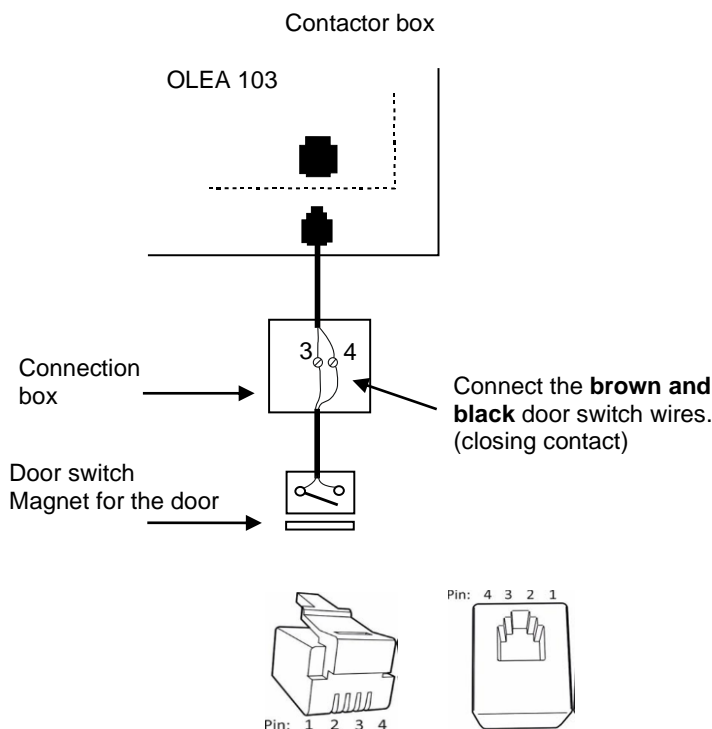 Contactor box
OLEA 103
3 4
Connection
box
Connect the brown and
black door switch wires.
(closing contact)
Door switch
Magnet for the door
Pin: 4 3 2 1
Pin: 1 2 3 4